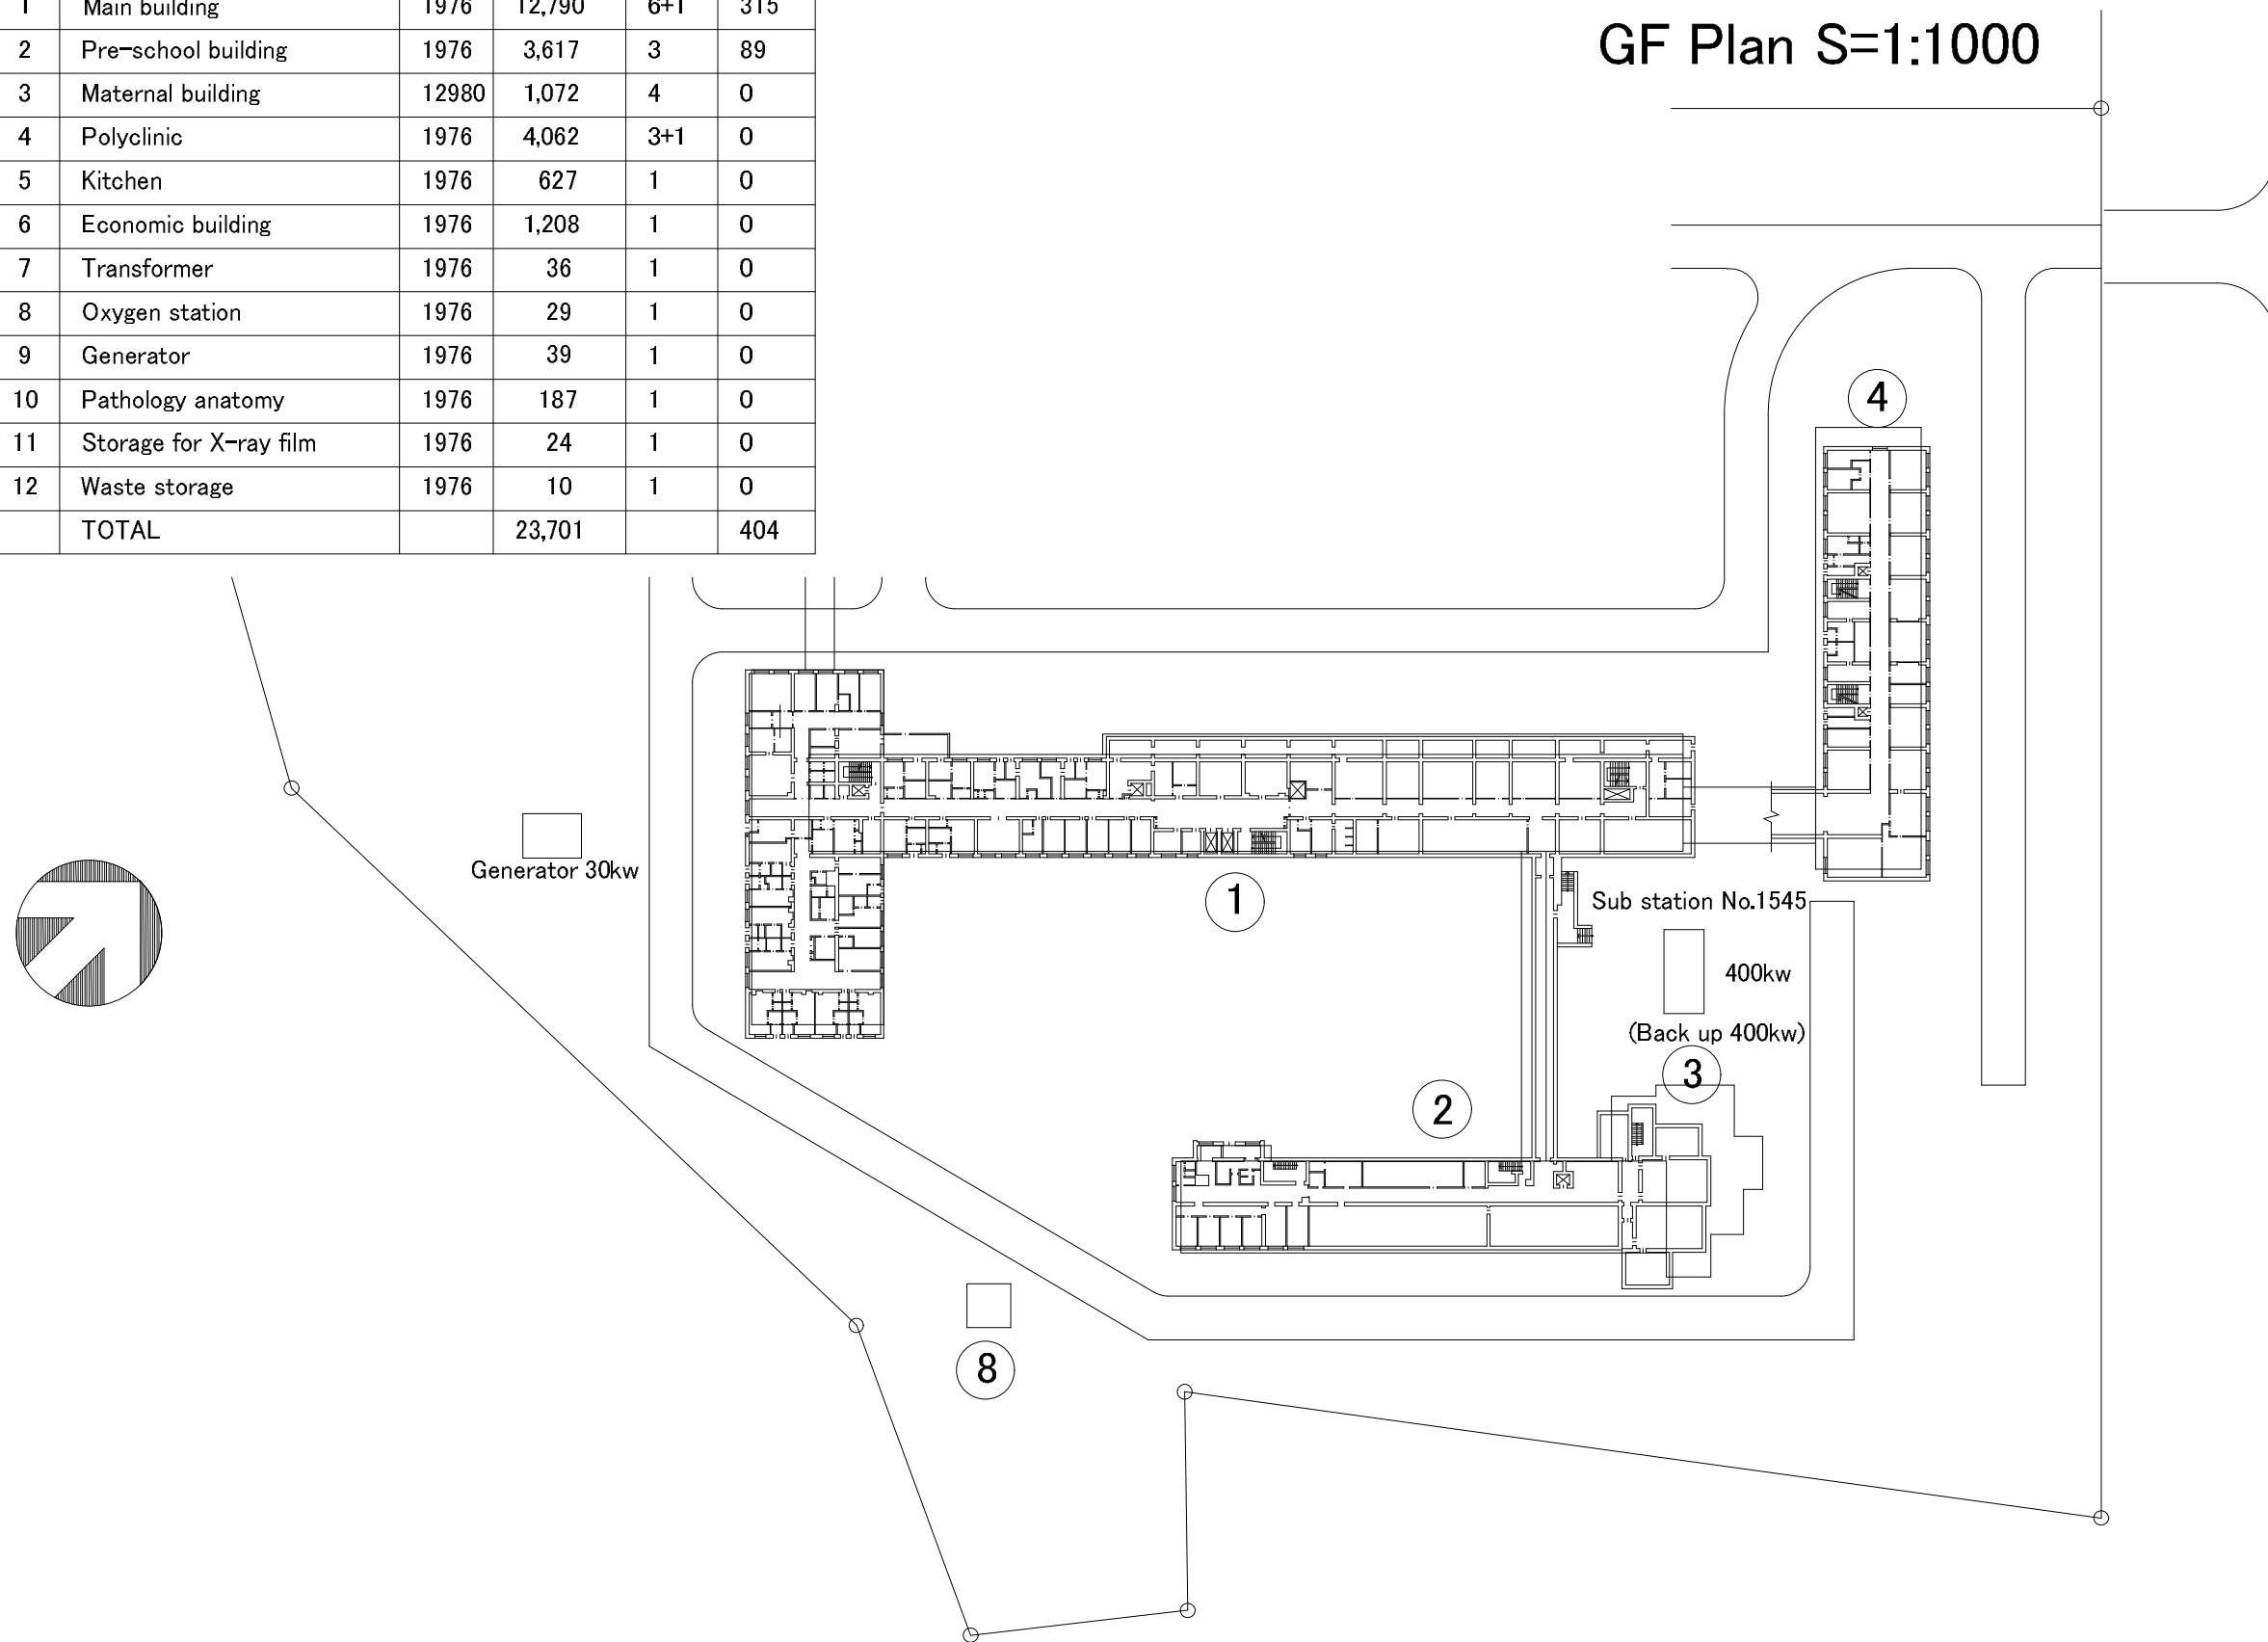 1 Main building 1976 12,790 6+1 315
GF Plan S=1:1000
2 Pre-school building 1976 3,617 3 89
3 Maternal building 12980 1,072 4 0
4 Polyclinic 1976 4,062 3+1 0
5 Kitchen 1976 627 1 0
6 Economic building 1976 1,208 1 0
7 Transformer 1976 36 1 0
8 Oxygen station 1976 29 1 0
9 Generator 1976 39 1 0
10 Pathology anatomy 1976 187 1 0
11 Storage for X-ray film 1976 24 1 0
12 Waste storage 1976 10 1 0
TOTAL 23,701 404
4
Generator 30kw
1
Sub station No.1545
400kw
(Back up 400kw)
3
2
8